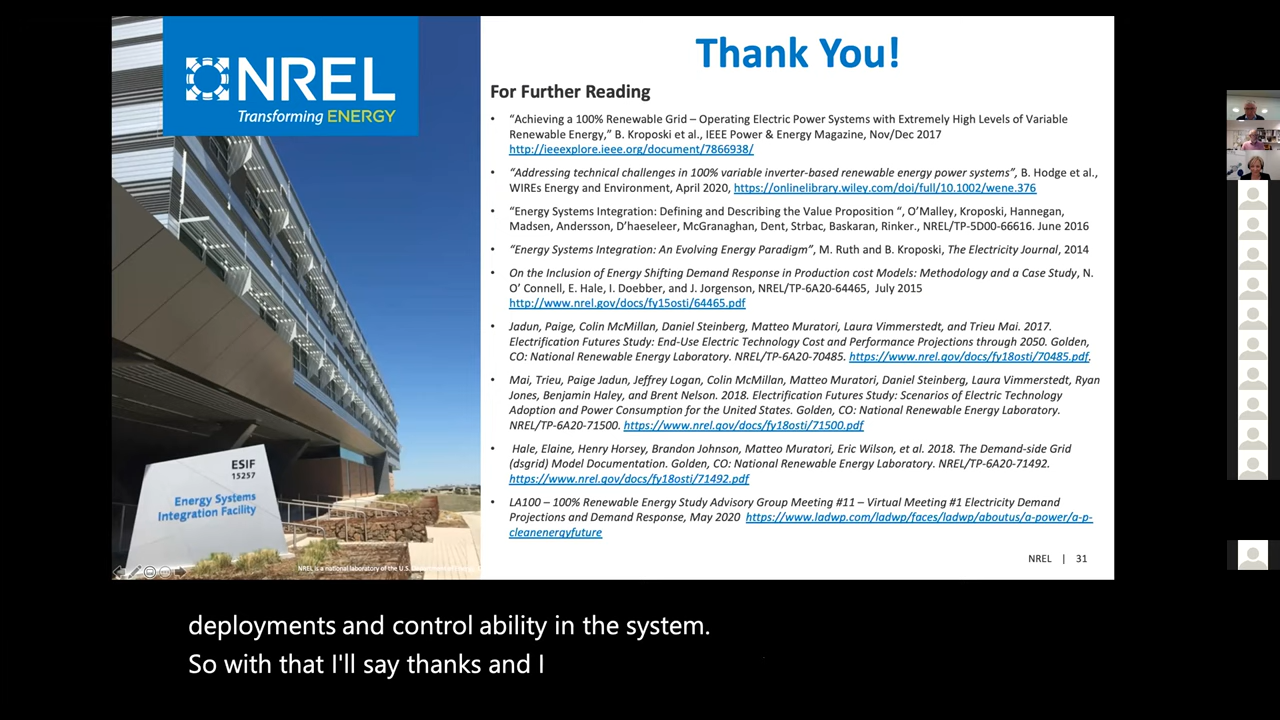 NREL
Transforming ENERGY
ESIF
15257
Energy Systems
Integration Facility
NREL is a national laboratory of the U.S.
Thank You!
For Further Reading
• “Achieving a 100% Renewable Grid – Operating Electric Power Systems with Extremely High Levels of Variable
Renewable Energy,” B. Kroposki et al., IEEE Power & Energy Magazine, Nov/Dec 2017
http://ieeexplore.ieee.org/document/7866938/
• “Addressing technical challenges in 100% variable inverter-based renewable energy power systems”, B. Hodge et al.,
WIREs Energy and Environment, April 2020, https://onlinelibrary.wiley.com/doi/full/10.1002/wene.376
• “Energy Systems Integration: Defining and Describing the Value Proposition “, O’Malley, Kroposki, Hannegan,
Madsen, Andersson, D’haeseleer, McGranaghan, Dent, Strbac, Baskaran, Rinker., NREL/TP-5D00-66616. June 2016
• “Energy Systems Integration: An Evolving Energy Paradigm”, M. Ruth and B. Kroposki, The Electricity Journal, 2014
• On the Inclusion of Energy Shifting Demand Response in Production cost Models: Methodology and a Case Study, N.
O’ Connell, E. Hale, I. Doebber, and J. Jorgenson, NREL/TP-6A20-64465, July 2015
http://www.nrel.gov/docs/fy15osti/64465.pdf
• Jadun, Paige, Colin McMillan, Daniel Steinberg, Matteo Muratori, Laura Vimmerstedt, and Trieu Mai. 2017.
Electrification Futures Study: End-Use Electric Technology Cost and Performance Projections through 2050. Golden,
CO: National Renewable Energy Laboratory. NREL/TP-6A20-70485. https://www.nrel.gov/docs/fy18osti/70485.pdf.
• Mai, Trieu, Paige Jadun, Jeffrey Logan, Colin McMillan, Matteo Muratori, Daniel Steinberg, Laura Vimmerstedt, Ryan
Jones, Benjamin Haley, and Brent Nelson. 2018. Electrification Futures Study: Scenarios of Electric Technology
Adoption and Power Consumption for the United States. Golden, CO: National Renewable Energy Laboratory.
NREL/TP-6A20-71500. https://www.nrel.gov/docs/fy18osti/71500.pdf
• Hale, Elaine, Henry Horsey, Brandon Johnson, Matteo Muratori, Eric Wilson, et al. 2018. The Demand-side Grid
(dsgrid) Model Documentation. Golden, CO: National Renewable Energy Laboratory. NREL/TP-6A20-71492.
https://www.nrel.gov/docs/fy18osti/71492.pdf
• LA100 – 100% Renewable Energy Study Advisory Group Meeting #11 – Virtual Meeting #1 Electricity Demand
Projections and Demand Response, May 2020 https://www.ladwp.com/ladwp/faces/ladwp/aboutus/a-power/a-p-
cleanenergyfuture
NREL | 31
deployments and control ability in the system.
So with that I'll say thanks and I